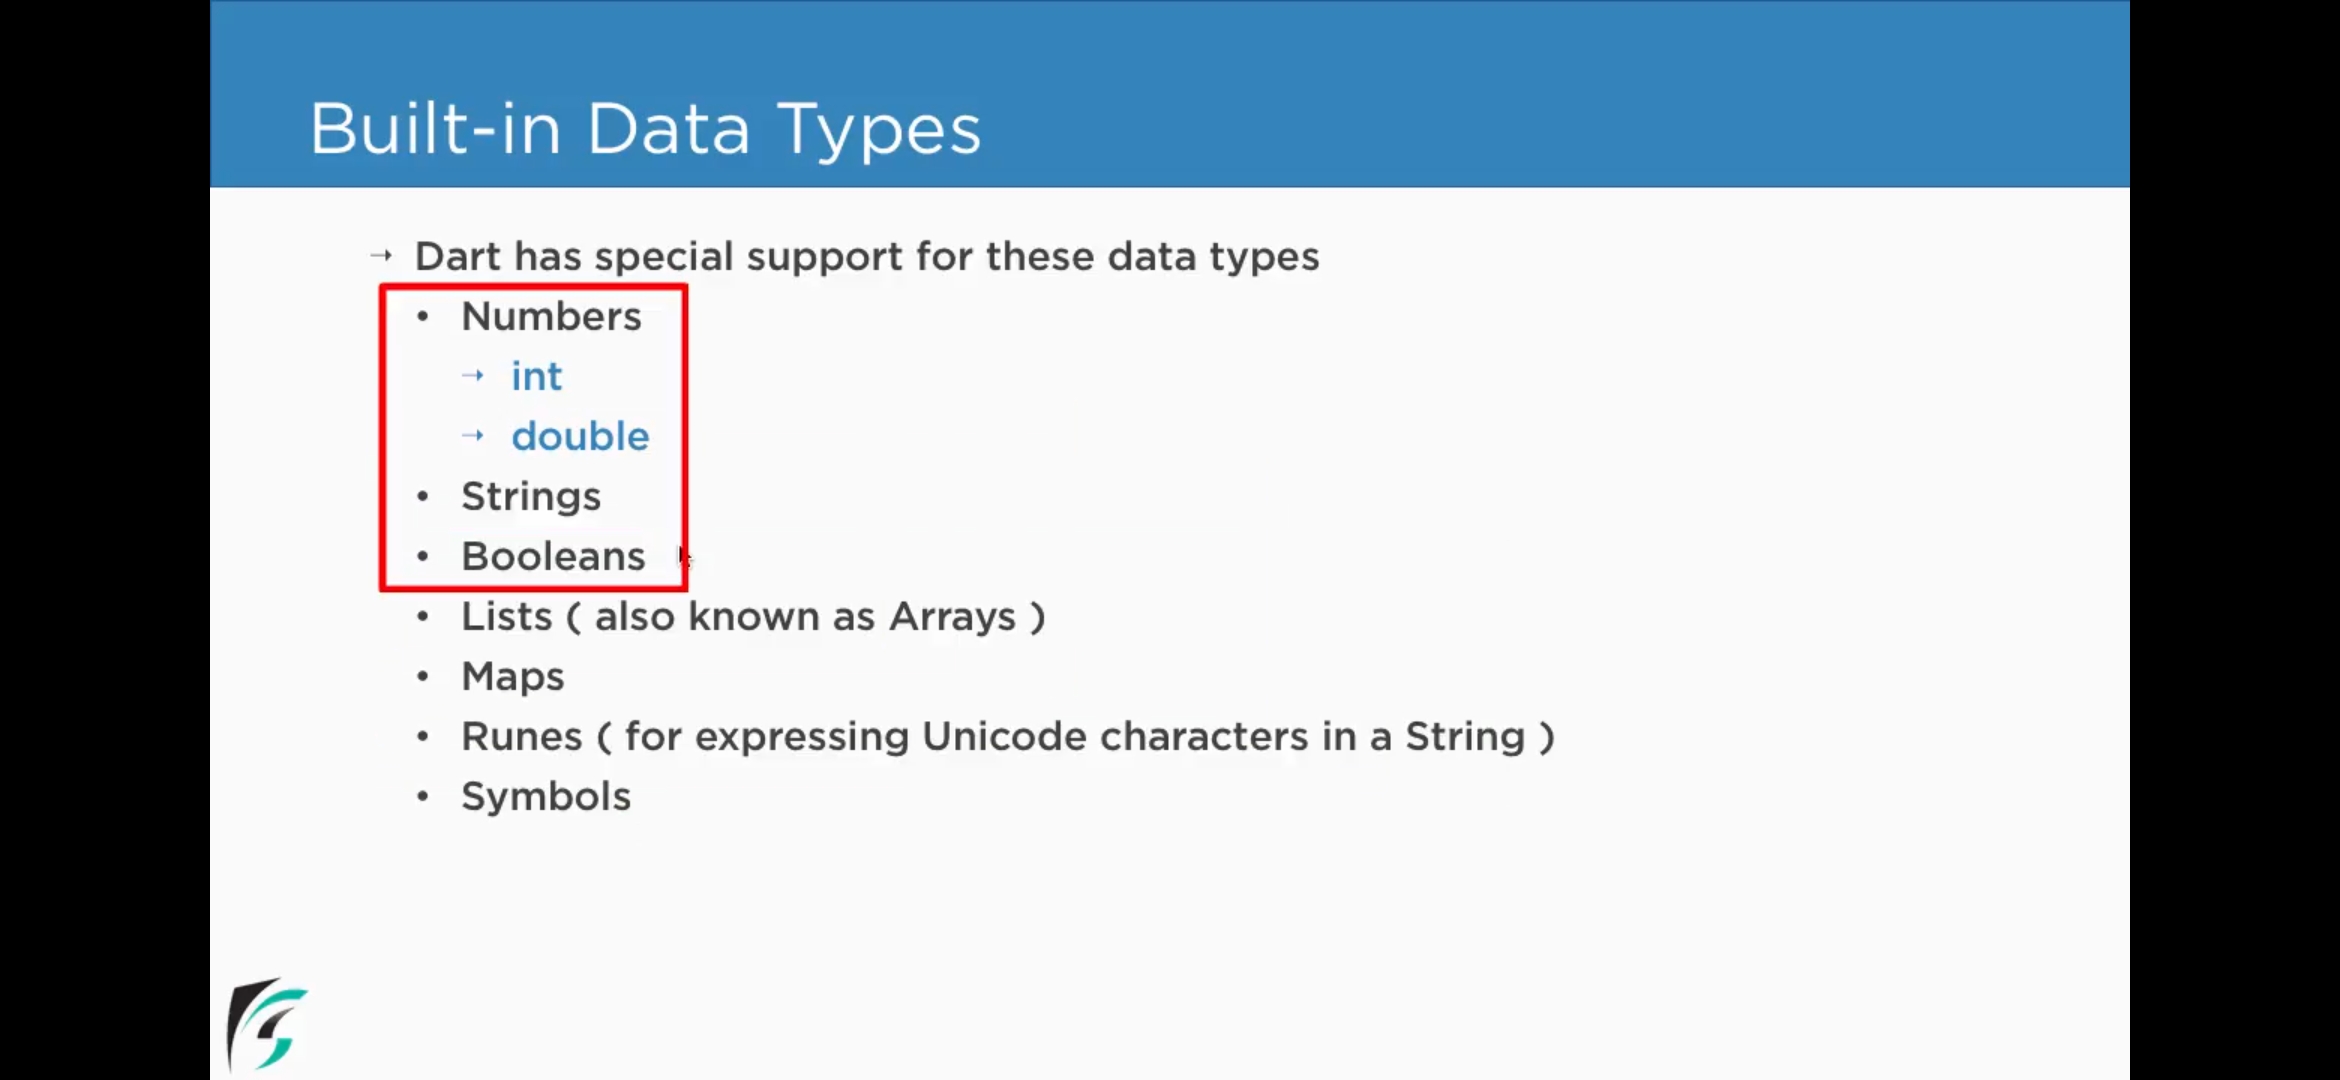 Built-in Data Types
→ Dart has special support for these data types
• Numbers
→ int
→ double
• Strings
• Booleans
• Lists ( also known as Arrays )
• Maps
• Runes ( for expressing Unicode characters in a String )
• Symbols